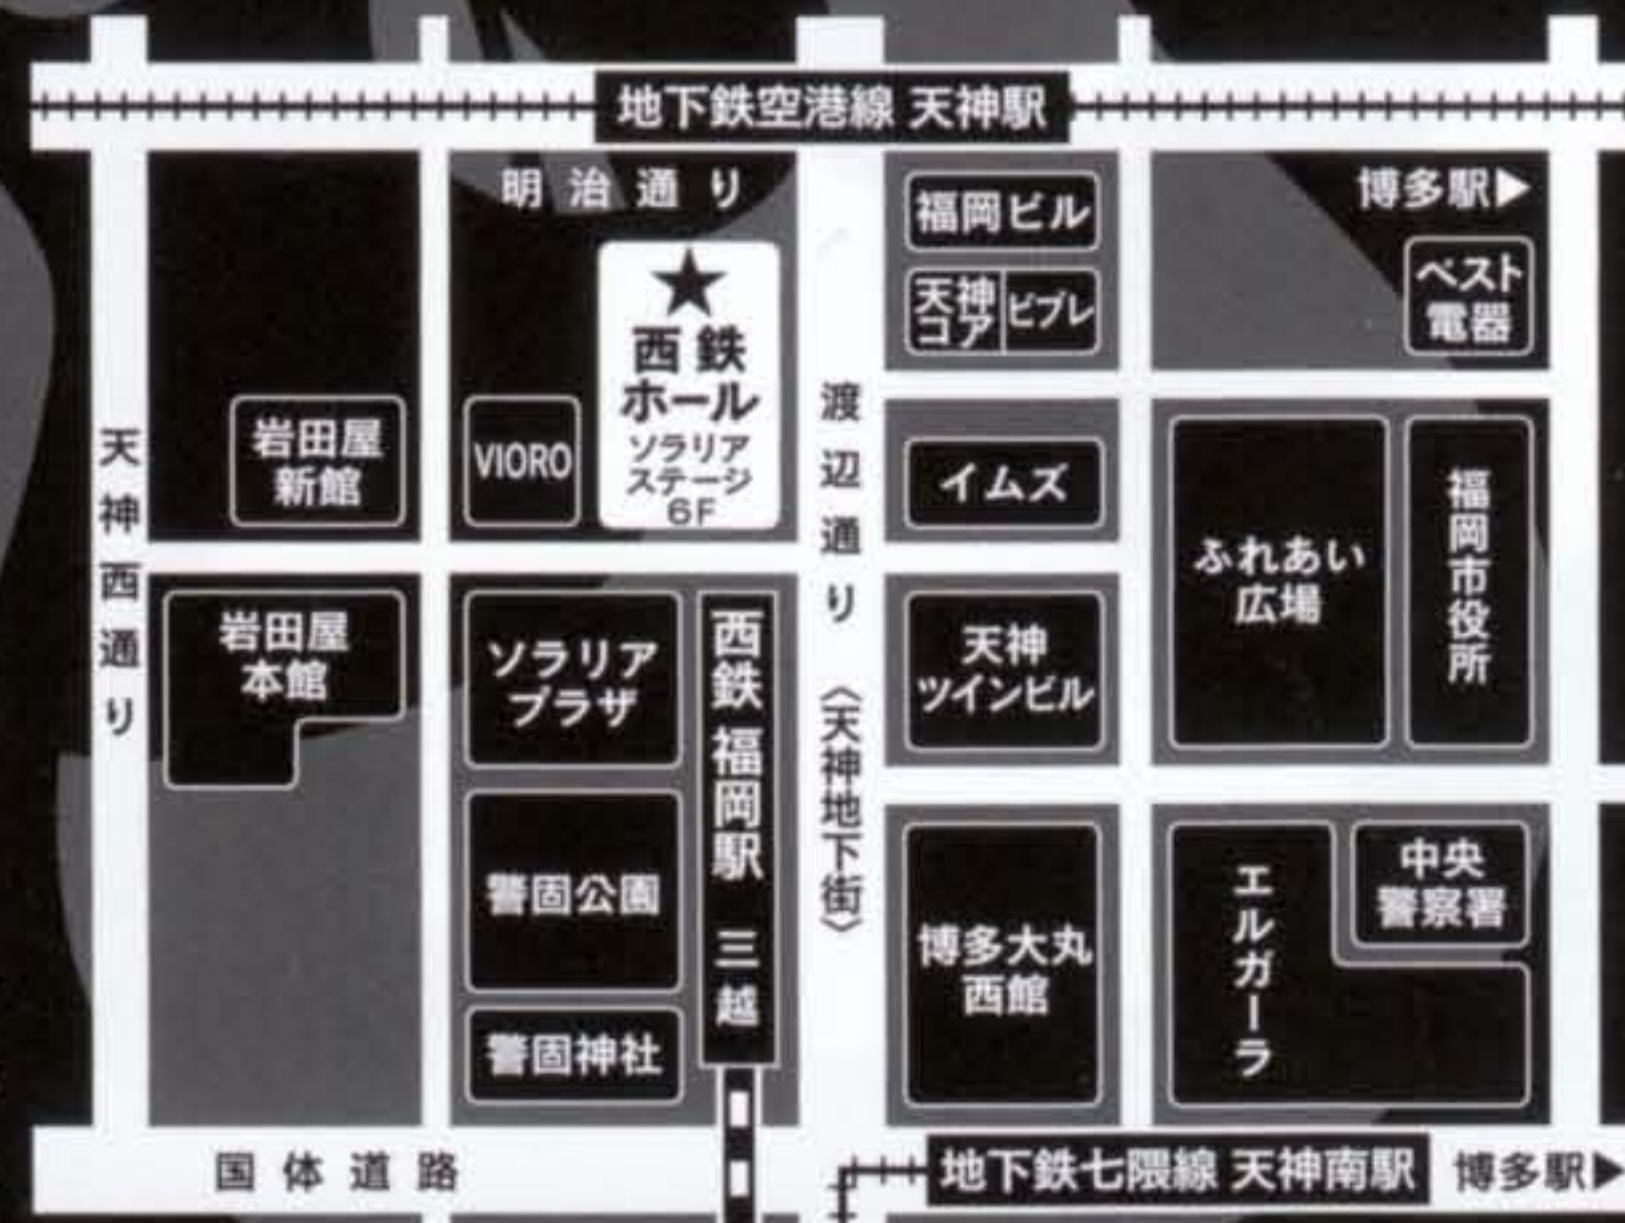 地下鉄空港線 天神駅
明治通り
博多駅▶
福岡ビル
天神
コア
ビブレ
ベスト
電器
★
西鉄
ホール
ソラリア
ステージ
6F
岩田屋
新館
VIORO
渡辺通り
〈天神地下街〉
天神西通り
イムズ
ふれあい
広場
福岡市役所
岩田屋
本館
ソラリア
プラザ
西鉄福岡駅 三越
天神
ツインビル
警固公園
警固神社
博多大丸
西館
エルガーラ
中央
警察署
国体道路
地下鉄七隈線 天神南駅
博多駅▶